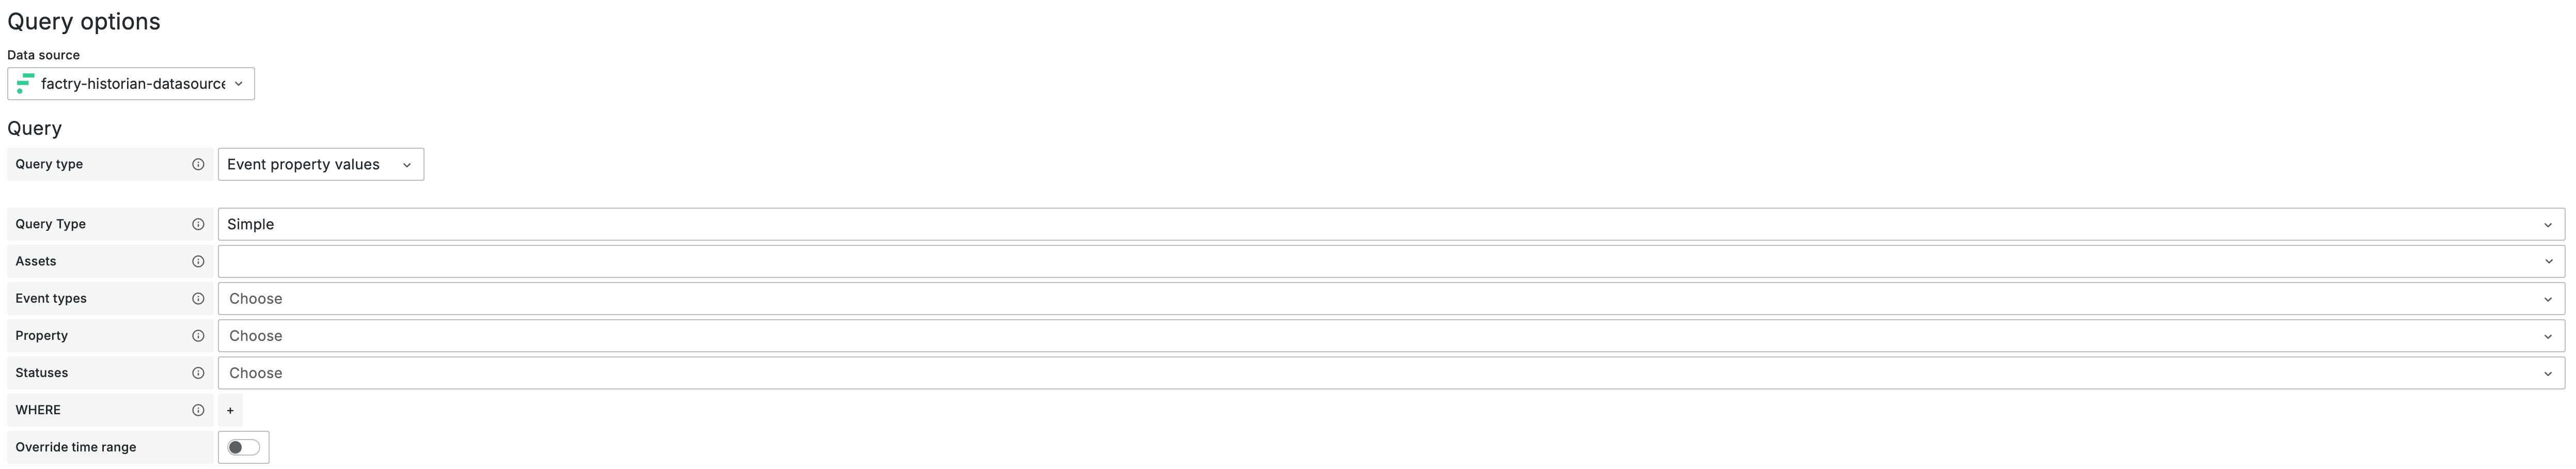 Query options
Data source
factry-historian-datasource
Query
Query type Event property values
Query Type Simple
Assets
Event types Choose
Property Choose
Statuses Choose
WHERE +
Override time range